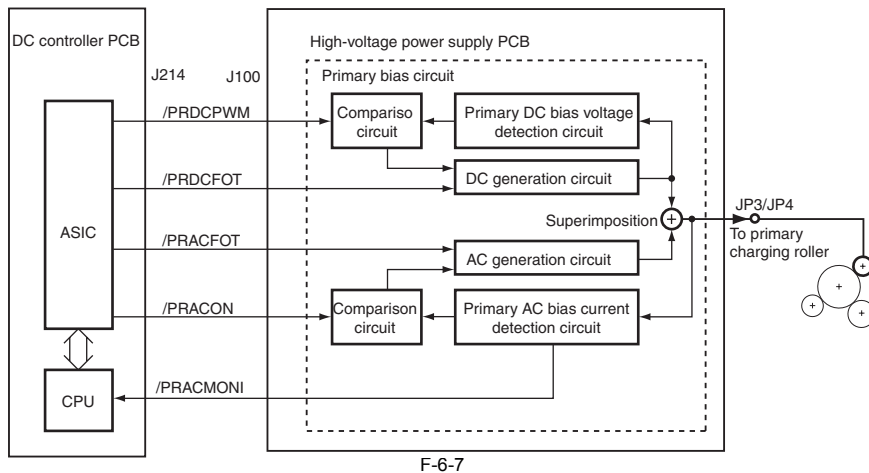 DC controller PCB
J214
J100
High-voltage power supply PCB
Primary bias circuit
/PRDCPWM
Compariso
circuit
Primary DC bias voltage
detection circuit
/PRDCFOT
DC generation circuit
ASIC
Superimposition
JP3/JP4
To primary
charging roller
/PRACFOT
AC generation circuit
/PRACON
Comparison
circuit
Primary AC bias current
detection circuit
CPU
/PRACMONI
F-6-7